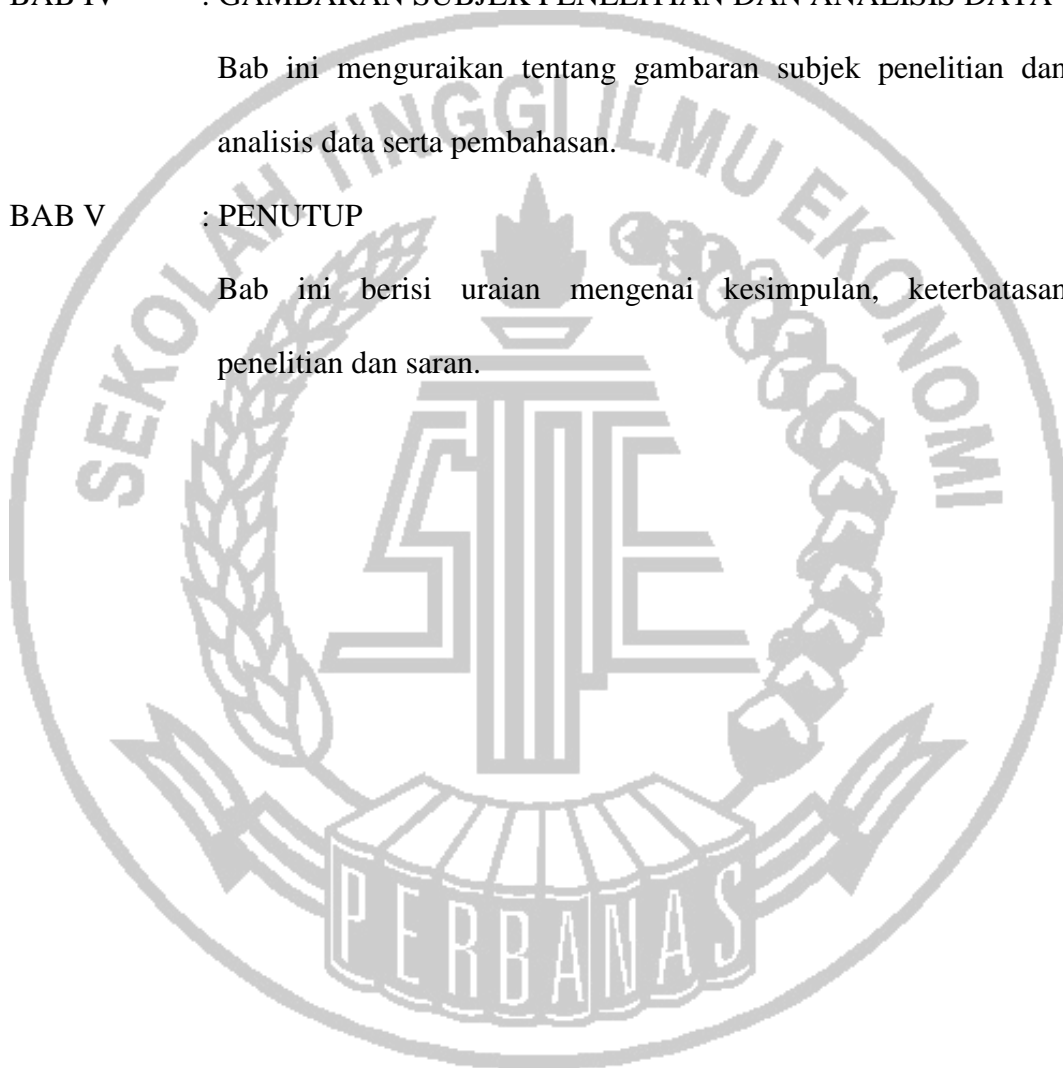 BAB IV : GAMBARAN SUBJEK PENELITIAN DAN ANALISIS DATA
Bab ini menguraikan tentang gambaran subjek penelitian dan
analisis data serta pembahasan.
BAB V : PENUTUP
Bab ini berisi uraian mengenai kesimpulan, keterbatasan
penelitian dan saran.
SEKOLAH TINGGI ILMU EKONOMI
PERBANAS